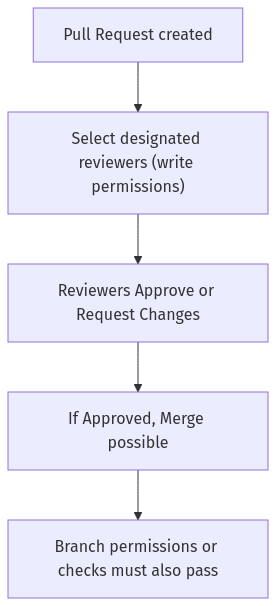 Pull Request created
Select designated
reviewers (write
permissions)
Reviewers Approve or
Request Changes
If Approved, Merge
possible
Branch permissions or
checks must also pass